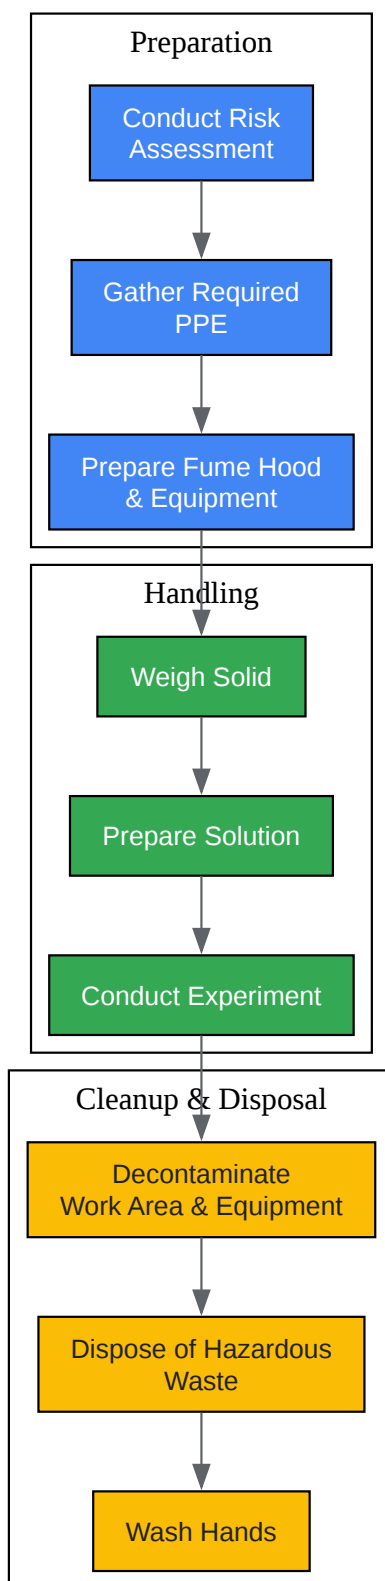 Preparation
Conduct Risk
Assessment
Gather Required
PPE
Prepare Fume Hood
& Equipment
Handling
Weigh Solid
Prepare Solution
Conduct Experiment
Cleanup & Disposal
Decontaminate
Work Area & Equipment
Dispose of Hazardous
Waste
Wash Hands